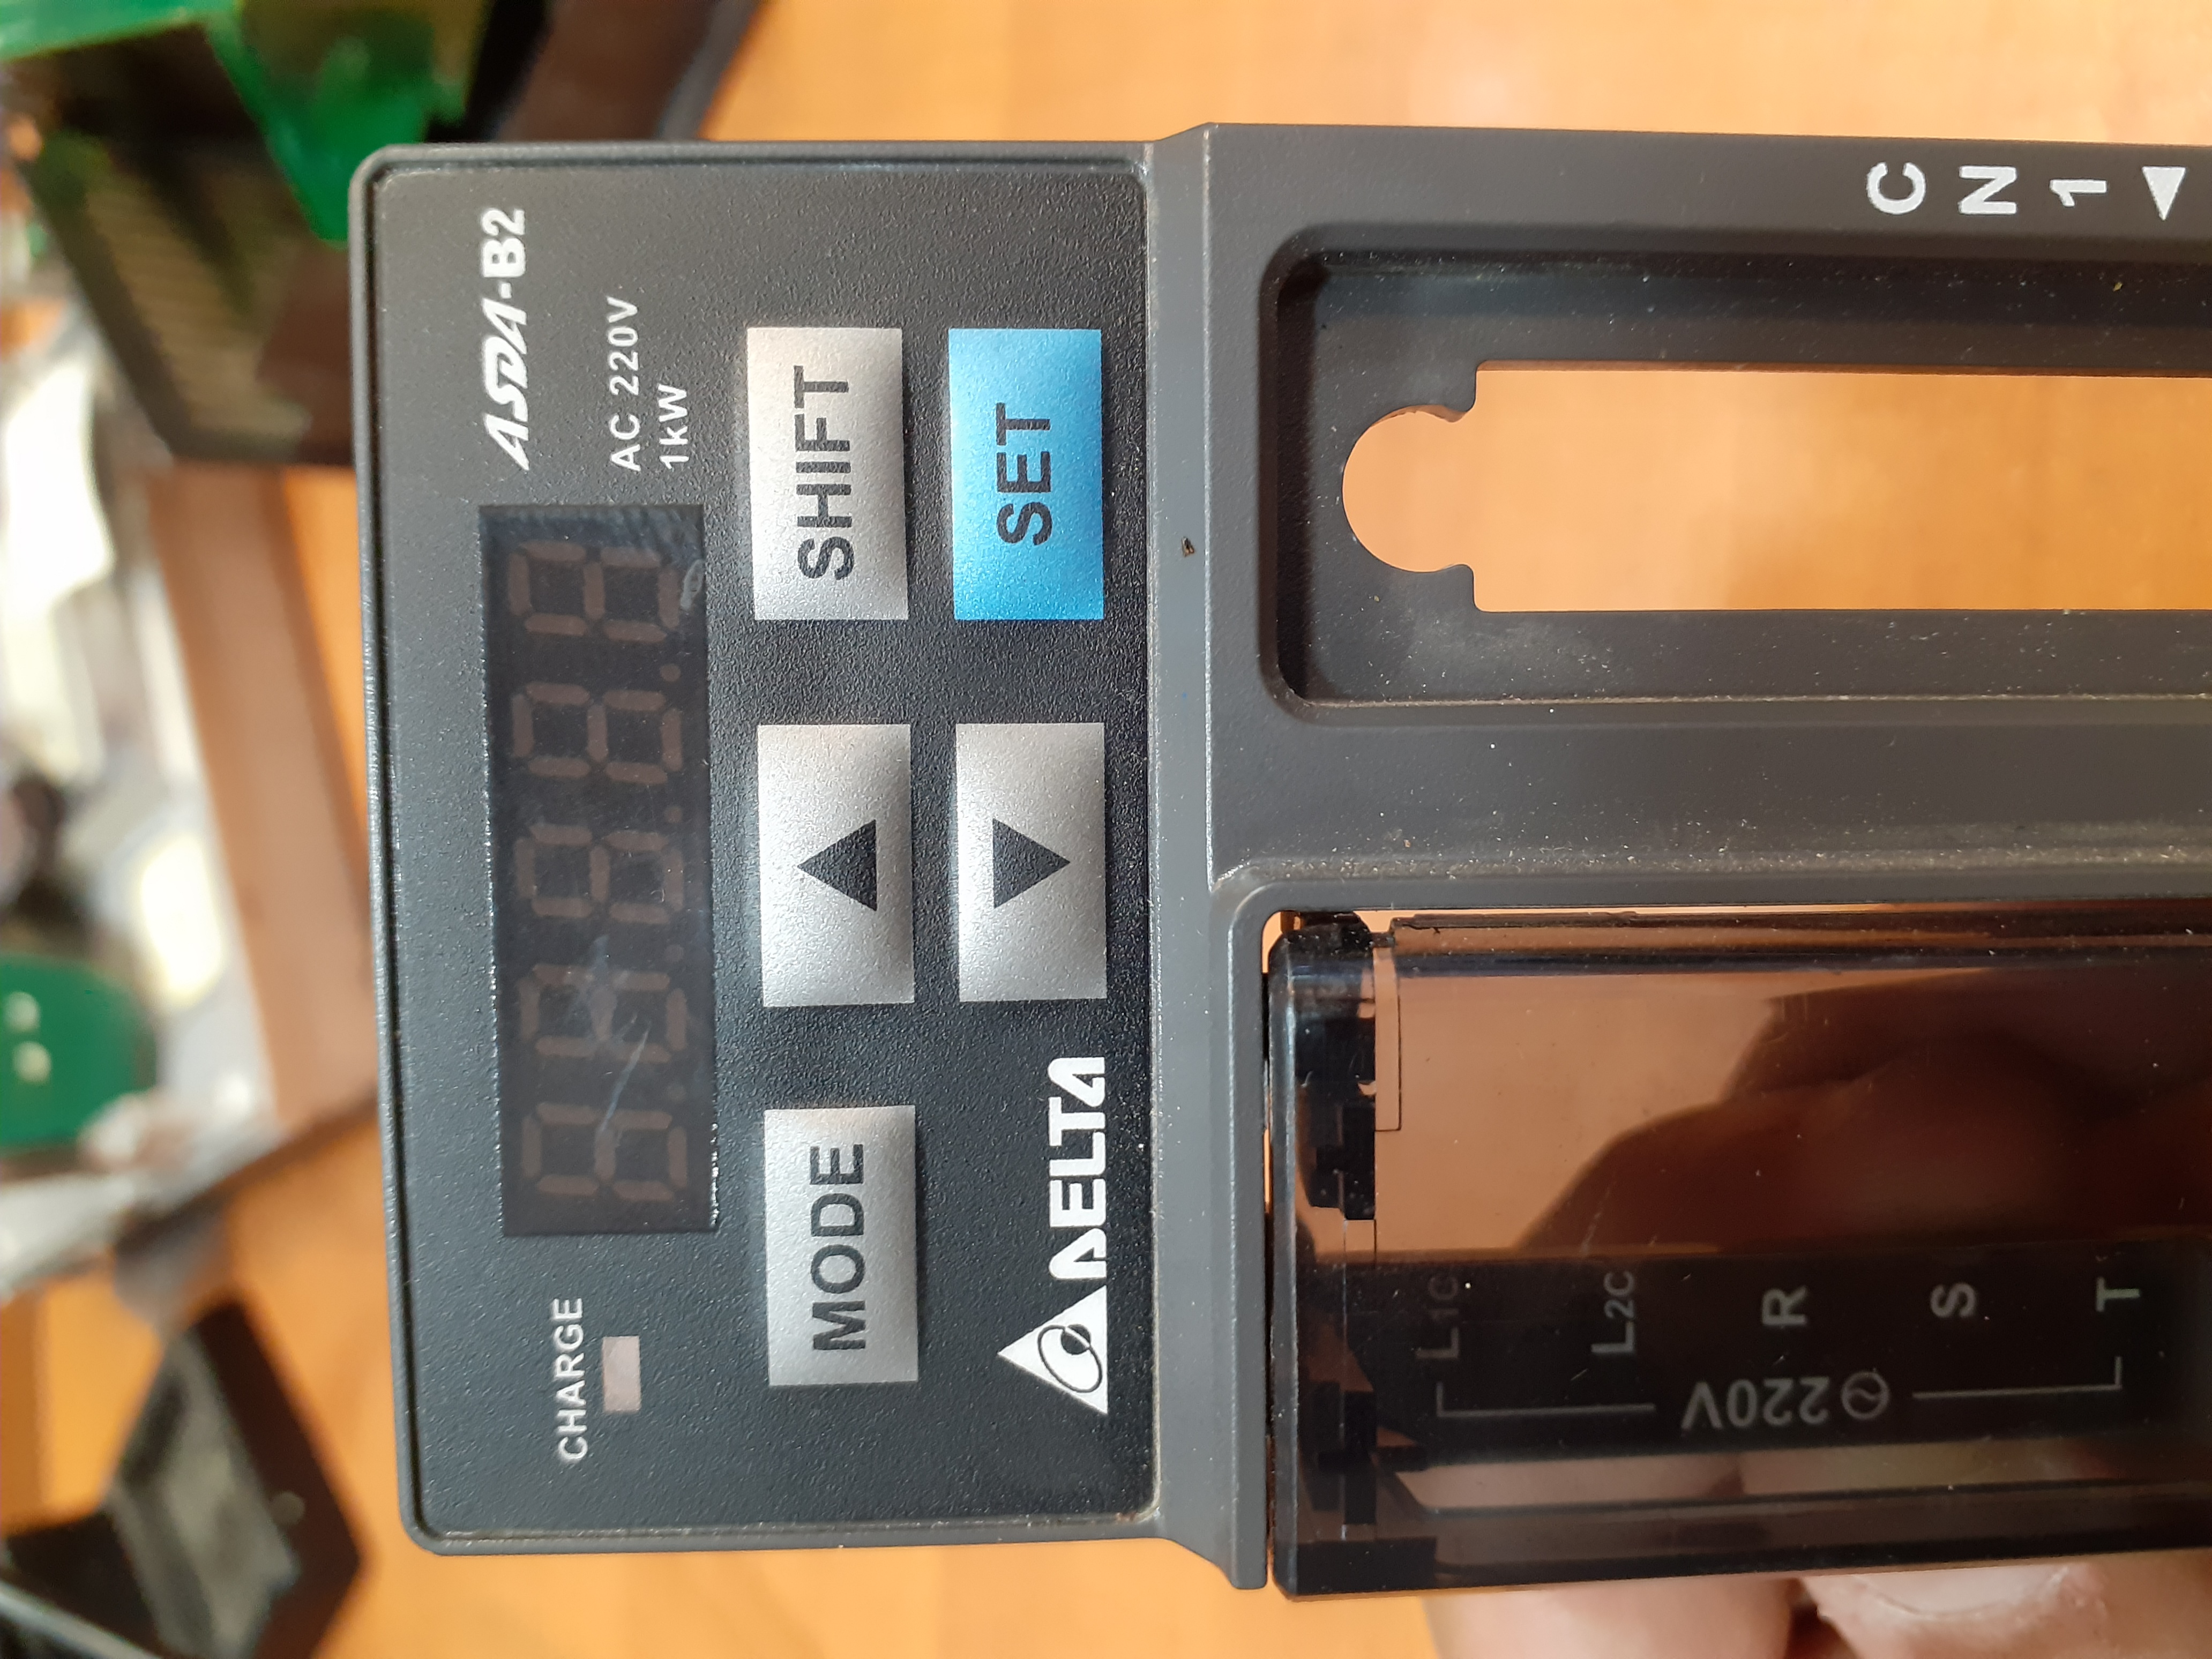 ASDA-B2
AC 220V
1kW
CHARGE
MODE
▲
SHIFT
▼
SET
DELTA
CN1 ◀
L1C
L2C
R
S
T
220V